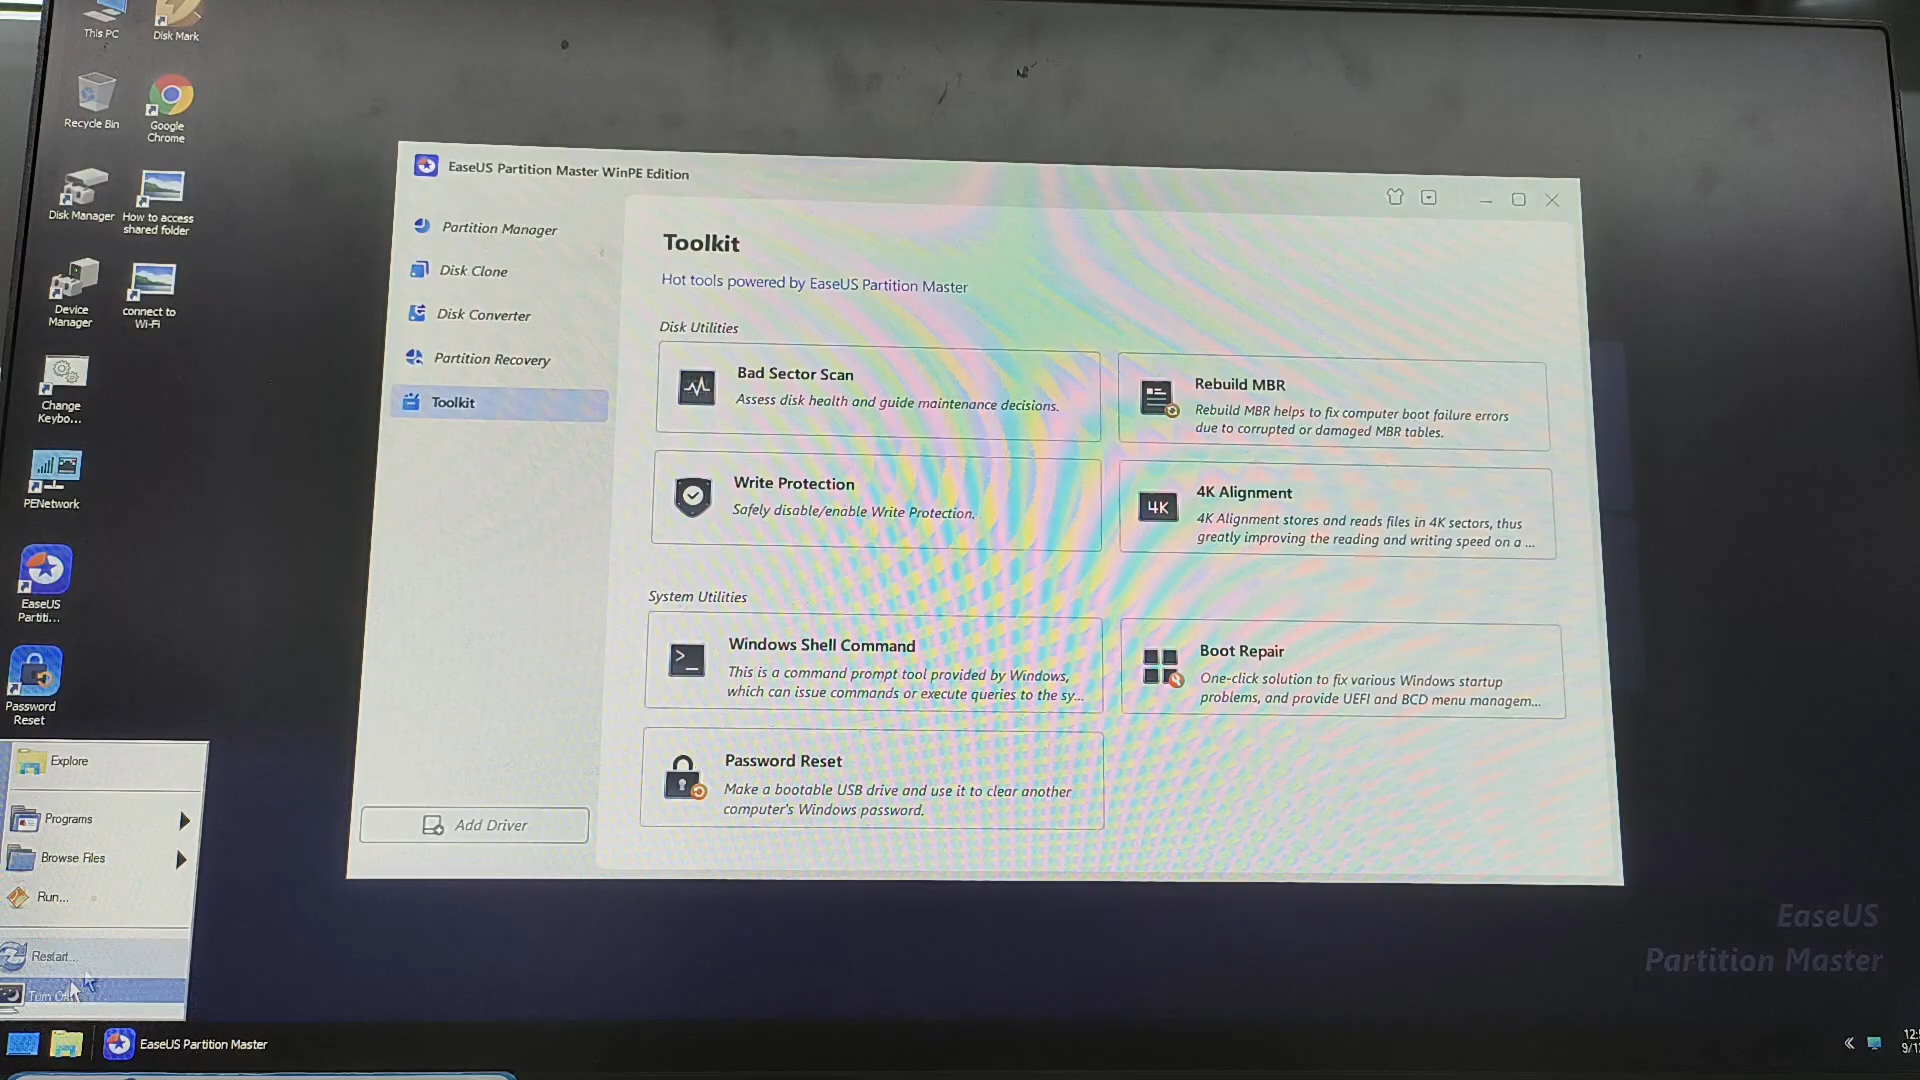 This PC
Disk Mark
Recycle Bin
Google
Chrome
Disk Manager
How to access
shared folder
Device
Manager
connect to
Wi-Fi
Change
Keybo...
PENetwork
EaseUS
Partiti...
Password
Reset
Explore
Programs
Browse Files
Run...
Restart...
EaseUS Partition Master WinPE Edition
Partition Manager
Disk Clone
Disk Converter
Partition Recovery
Toolkit
Add Driver
Toolkit
Hot tools powered by EaseUS Partition Master
Disk Utilities
Bad Sector Scan
Assess disk health and guide maintenance decisions.
Rebuild MBR
Rebuild MBR helps to fix computer boot failure errors
due to corrupted or damaged MBR tables.
Write Protection
Safely disable/enable Write Protection.
4K
4K Alignment
4K Alignment stores and reads files in 4K sectors, thus
greatly improving the reading and writing speed on a ...
System Utilities
Windows Shell Command
This is a command prompt tool provided by Windows,
which can issue commands or execute queries to the sy...
Boot Repair
One-click solution to fix various Windows startup
problems, and provide UEFI and BCD menu managem...
Password Reset
Make a bootable USB drive and use it to clear another
computer's Windows password.
EaseUS
Partition Master
EaseUS Partition Master